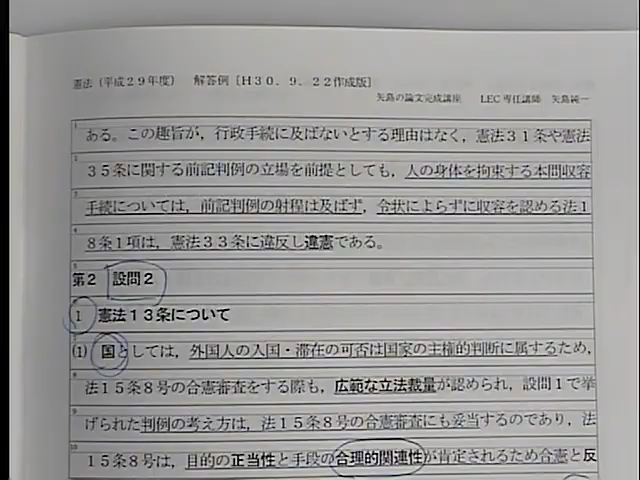 憲法（平成２９年度） 解答例［Ｈ３０．９．２２作成版］
矢島の論文完成講座 LEC専任講師 矢島純一
1
ある。この趣旨が，行政手続に及ばないとする理由はなく，憲法３１条や憲法
2
３５条に関する前記判例の立場を前提としても，人の身体を拘束する本問収容
3
手続については，前記判例の射程は及ばず，令状によらずに収容を認める法１
4
８条１項は，憲法３３条に違反し違憲である。
5
第２ 設問２
1 憲法１３条について
7
(1) 国としては，外国人の入国・滞在の可否は国家の主権的判断に属するため，
8
法１５条８号の合憲審査をする際も，広範な立法裁量が認められ，設問１で挙
9
げられた判例の考え方は，法１５条８号の合憲審査にも妥当するのであり，法
10
１５条８号は，目的の正当性と手段の合理的関連性が肯定されるため合憲と反